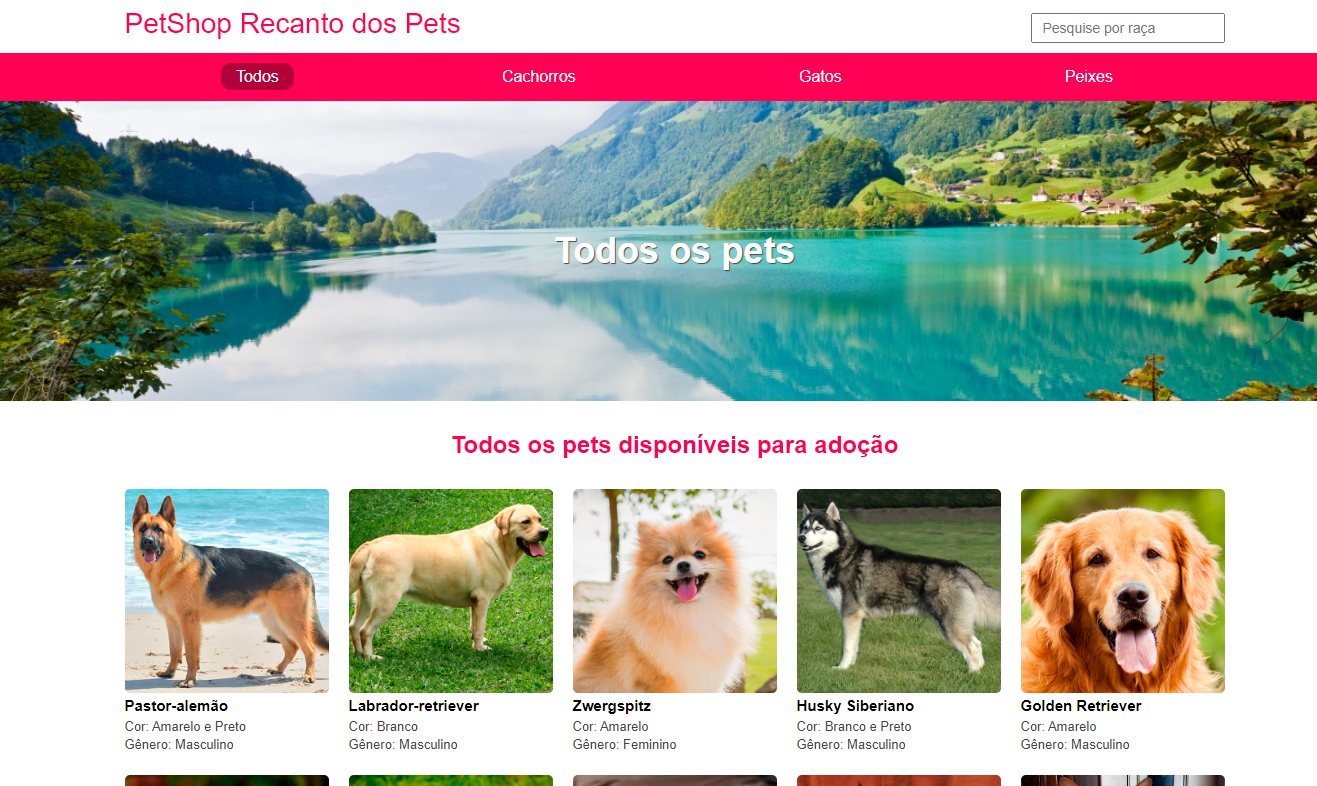 PetShop Recanto dos Pets
Pesquise por raça
Todos
Cachorros
Gatos
Peixes
Todos os pets
Todos os pets disponíveis para adoção
Pastor-alemão
Cor: Amarelo e Preto
Gênero: Masculino
Labrador-retriever
Cor: Branco
Gênero: Masculino
Zwergspitz
Cor: Amarelo
Gênero: Feminino
Husky Siberiano
Cor: Branco e Preto
Gênero: Masculino
Golden Retriever
Cor: Amarelo
Gênero: Masculino